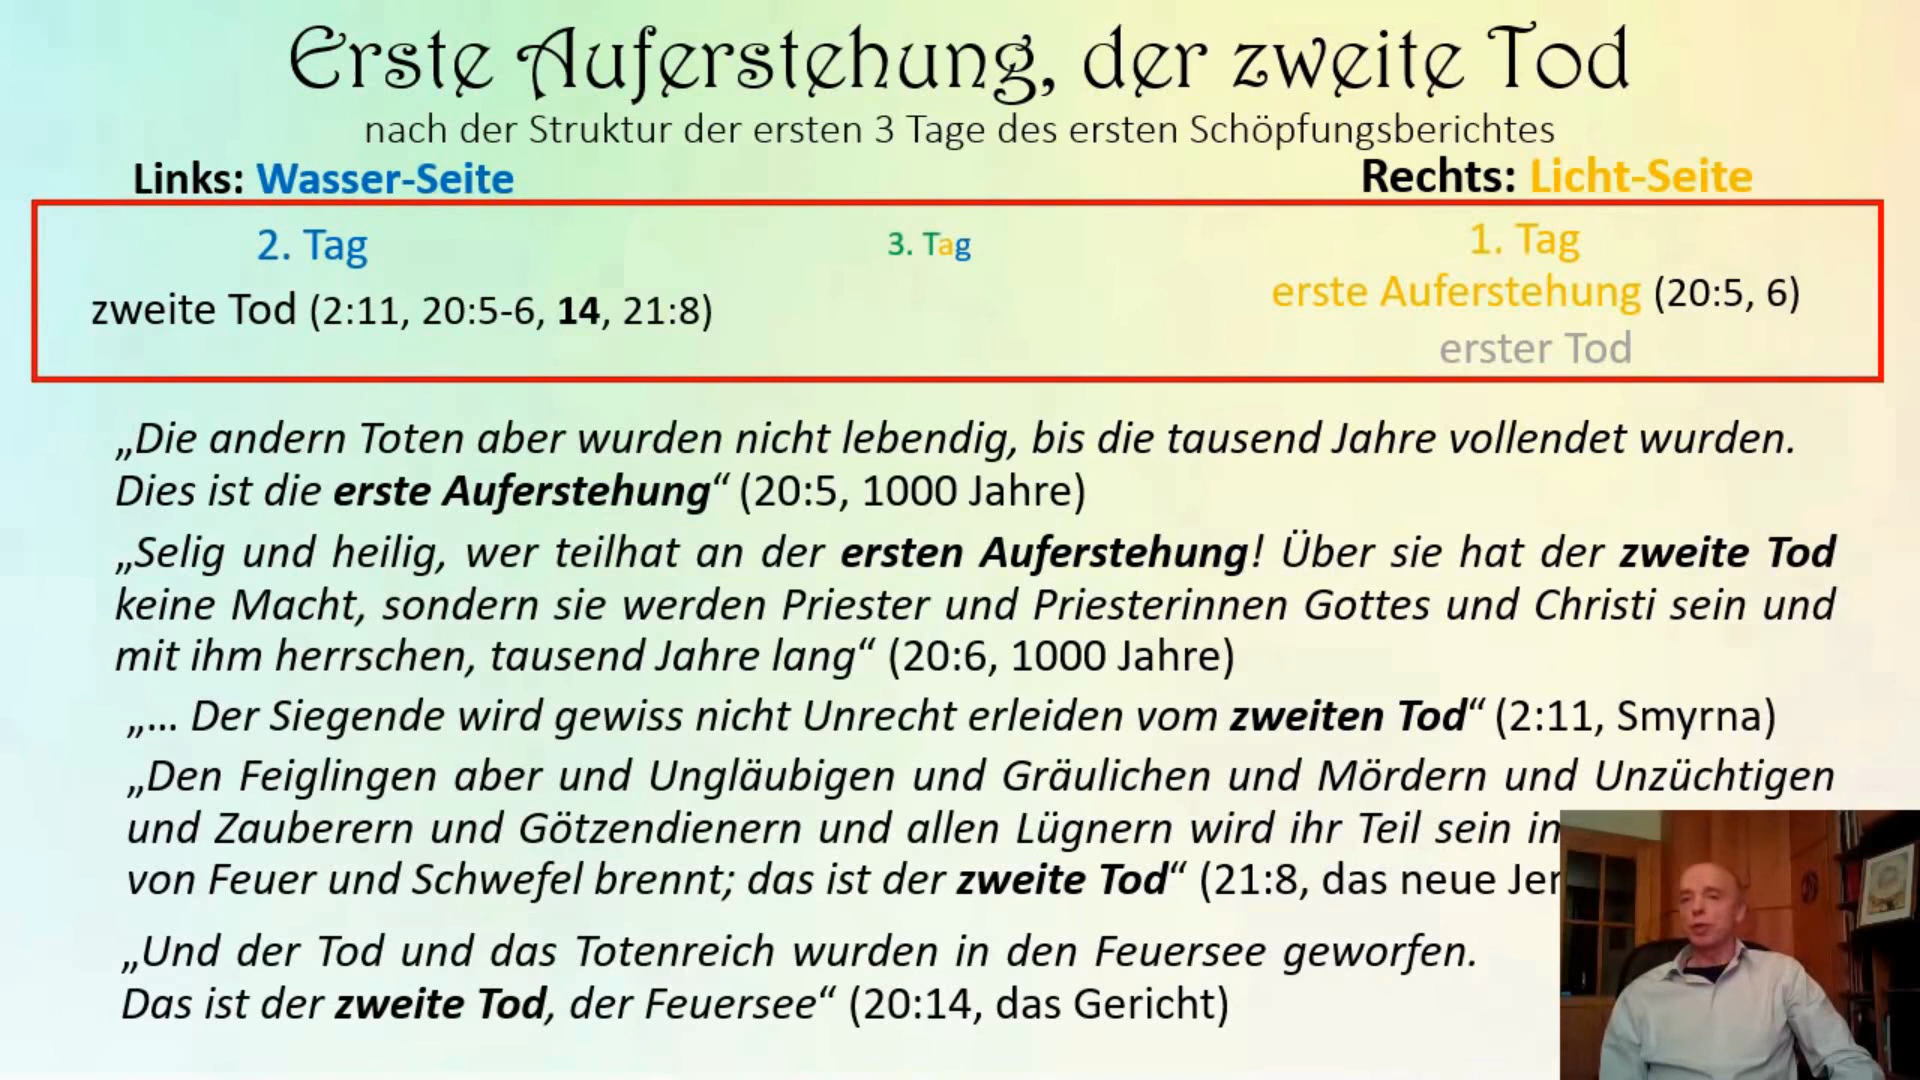 Erste Auferstehung, der zweite Tod
nach der Struktur der ersten 3 Tage des ersten Schöpfungsberichtes
Links: Wasser-Seite
Rechts: Licht-Seite
2. Tag
3. Tag
1. Tag
zweite Tod (2:11, 20:5-6, 14, 21:8)
erste Auferstehung (20:5, 6)
erster Tod
„Die andern Toten aber wurden nicht lebendig, bis die tausend Jahre vollendet wurden.
Dies ist die erste Auferstehung“ (20:5, 1000 Jahre)
„Selig und heilig, wer teilhat an der ersten Auferstehung! Über sie hat der zweite Tod
keine Macht, sondern sie werden Priester und Priesterinnen Gottes und Christi sein und
mit ihm herrschen, tausend Jahre lang“ (20:6, 1000 Jahre)
„… Der Siegende wird gewiss nicht Unrecht erleiden vom zweiten Tod“ (2:11, Smyrna)
„Den Feiglingen aber und Ungläubigen und Gräulichen und Mördern und Unzüchtigen
und Zauberern und Götzendienern und allen Lügnern wird ihr Teil sein in
von Feuer und Schwefel brennt; das ist der zweite Tod“ (21:8, das neue Jer
„Und der Tod und das Totenreich wurden in den Feuersee geworfen.
Das ist der zweite Tod, der Feuersee“ (20:14, das Gericht)